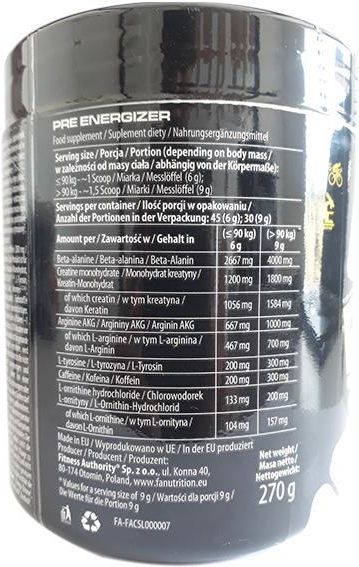 PRE ENERGIZER
Food supplement / Suplement diety / Nahrungsergänzungsmittel
Serving size / Porcja / Portion (depending on body mass /
w zależności od masy ciała / abhängig von der Körpermaße):
≤ 90 kg - ~1 Scoop / Miarka / Messlöffel (6 g);
> 90 kg - ~1,5 Scoop / Miarki / Messlöffel (9 g)
Servings per container / Ilość porcji w opakowaniu /
Anzahl der Portionen in der Verpackung: 45 (6 g); 30 (9 g)
Amount per / Zawartość w / Gehalt in (≤ 90 kg) 6 g (> 90 kg) 9 g
Beta-alanine / Beta-alanina / Beta-Alanin 2667 mg 4000 mg
Creatine monohydrate / Monohydrat kreatyny /
Kreatin-Monohydrat 1200 mg 1800 mg
of which creatin / w tym kreatyna /
davon Keratin 1056 mg 1584 mg
Arginine AKG / Argininy AKG / Arginin AKG 667 mg 1000 mg
of which L-arginine / w tym L-arginina /
davon L-Arginin 467 mg 700 mg
L-tyrosine / L-tyrozyna / L-Tyrosin 200 mg 300 mg
Caffeine / Kofeina / Koffein 200 mg 300 mg
L-ornithine hydrochloride / Chlorowodorek
L-ornityny / L-Ornithin-Hydrochlorid 133 mg 200 mg
of which L-ornithine / w tym L-ornityna /
davon L-Ornithin 104 mg 157 mg
Made in EU / Wyprodukowano w UE / In der EU produziert
Producer / Producent / Produzent:
Fitness Authority® Sp. z o.o., ul. Konna 40,
80-174 Otomin, Poland, www.fanutrition.eu
* Values for a serving of 9 g / Wartości dla porcji 9 g /
Die Werte für die Portion 9 g
Net weight /
Masa netto /
Nettogewicht:
270 g
FA-FACSL000007